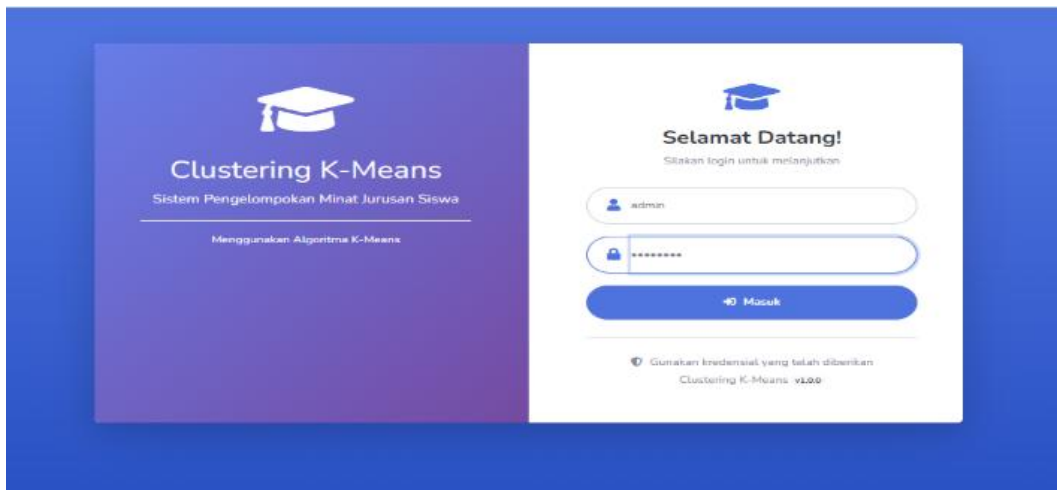 Clustering K-Means
Sistem Pengelompokan Minat Jurusan Siswa
Menggunakan Algoritma K-Means
Selamat Datang!
Silakan login untuk melanjutkan
admin
••••••••
Masuk
Gunakan kredensial yang telah diberikan
Clustering K-Means v1.0.0